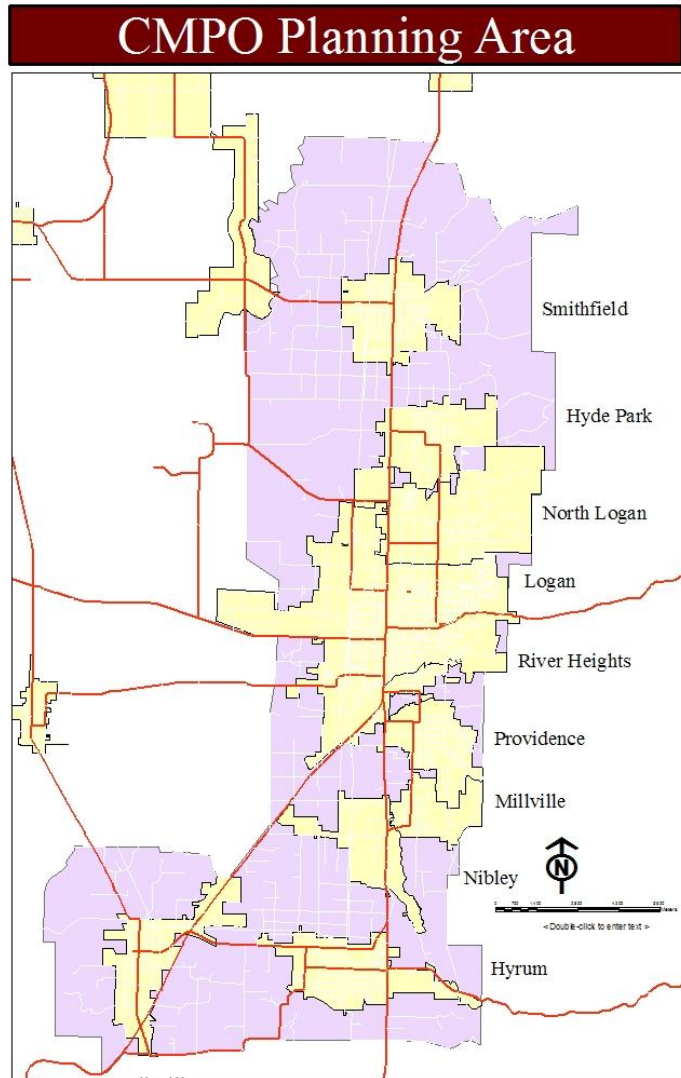 CMPO Planning Area
Smithfield
Hyde Park
North Logan
Logan
River Heights
Providence
Millville
Nibley
N
Meters
< Double-click to enter text >
Hyrum